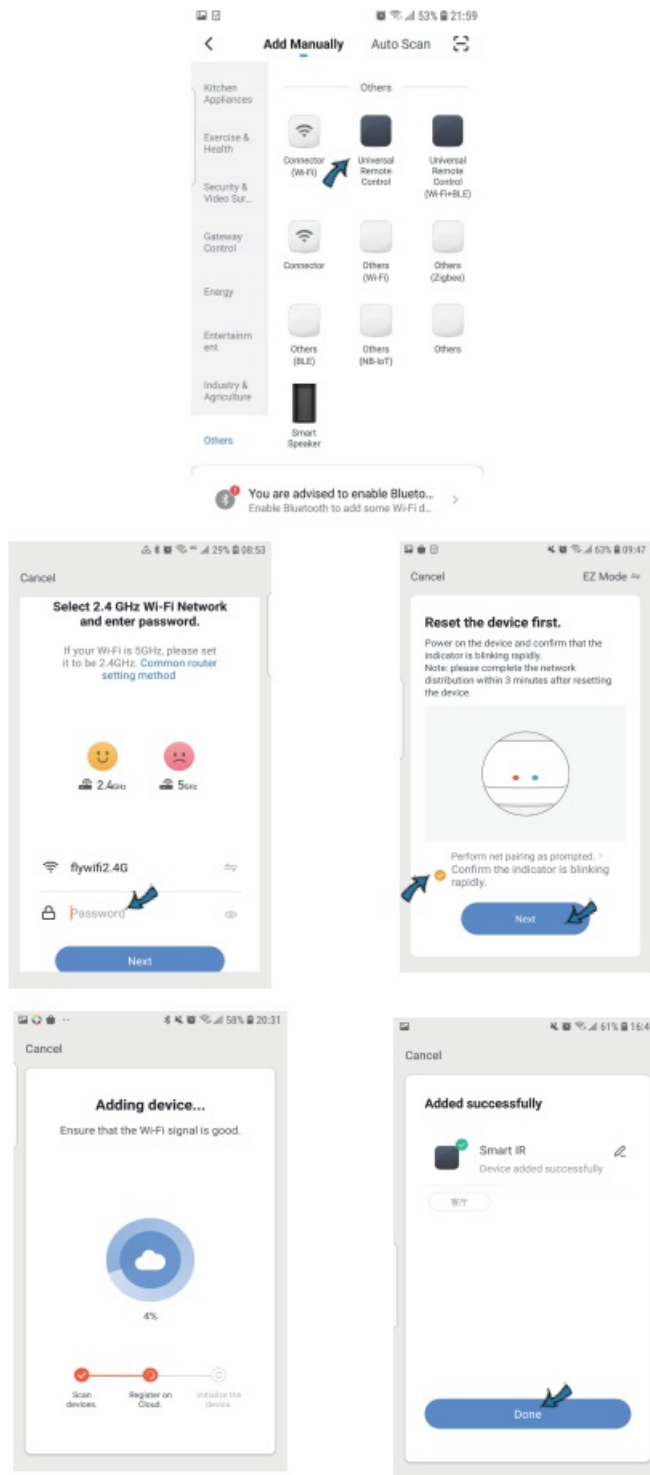 53% 21:59
Add Manually Auto Scan
Kitchen
Appliances
Exercise &
Health
Security &
Video Sur...
Gateway
Control
Energy
Entertainm
ent
Industry &
Agriculture
Others
Others
Connector
(Wi-Fi)
Universal
Remote
Control
Universal
Remote
Control
(Wi-Fi+BLE)
Connector
Others
(Wi-Fi)
Others
(Zigbee)
Others
(BLE)
Others
(NB-IoT)
Others
Smart
Speaker
You are advised to enable Blueto...
Enable Bluetooth to add some Wi-Fi d...
29% 08:53
Cancel
Select 2.4 GHz Wi-Fi Network
and enter password.
If your Wi-Fi is 5GHz, please set
it to be 2.4GHz. Common router
setting method
2.4GHz 5GHz
flywifi2.4G
Password
Next
63% 09:47
Cancel EZ Mode
Reset the device first.
Power on the device and confirm that the
indicator is blinking rapidly.
Note: please complete the network
distribution within 3 minutes after resetting
the device.
Perform net pairing as prompted. >
Confirm the indicator is blinking
rapidly.
Next
58% 20:31
Cancel
Adding device...
Ensure that the Wi-Fi signal is good.
4%
Scan
devices.
Register on
Cloud.
Initialize the
device.
61% 16:4
Cancel
Added successfully
Smart IR
Device added successfully
客厅
Done